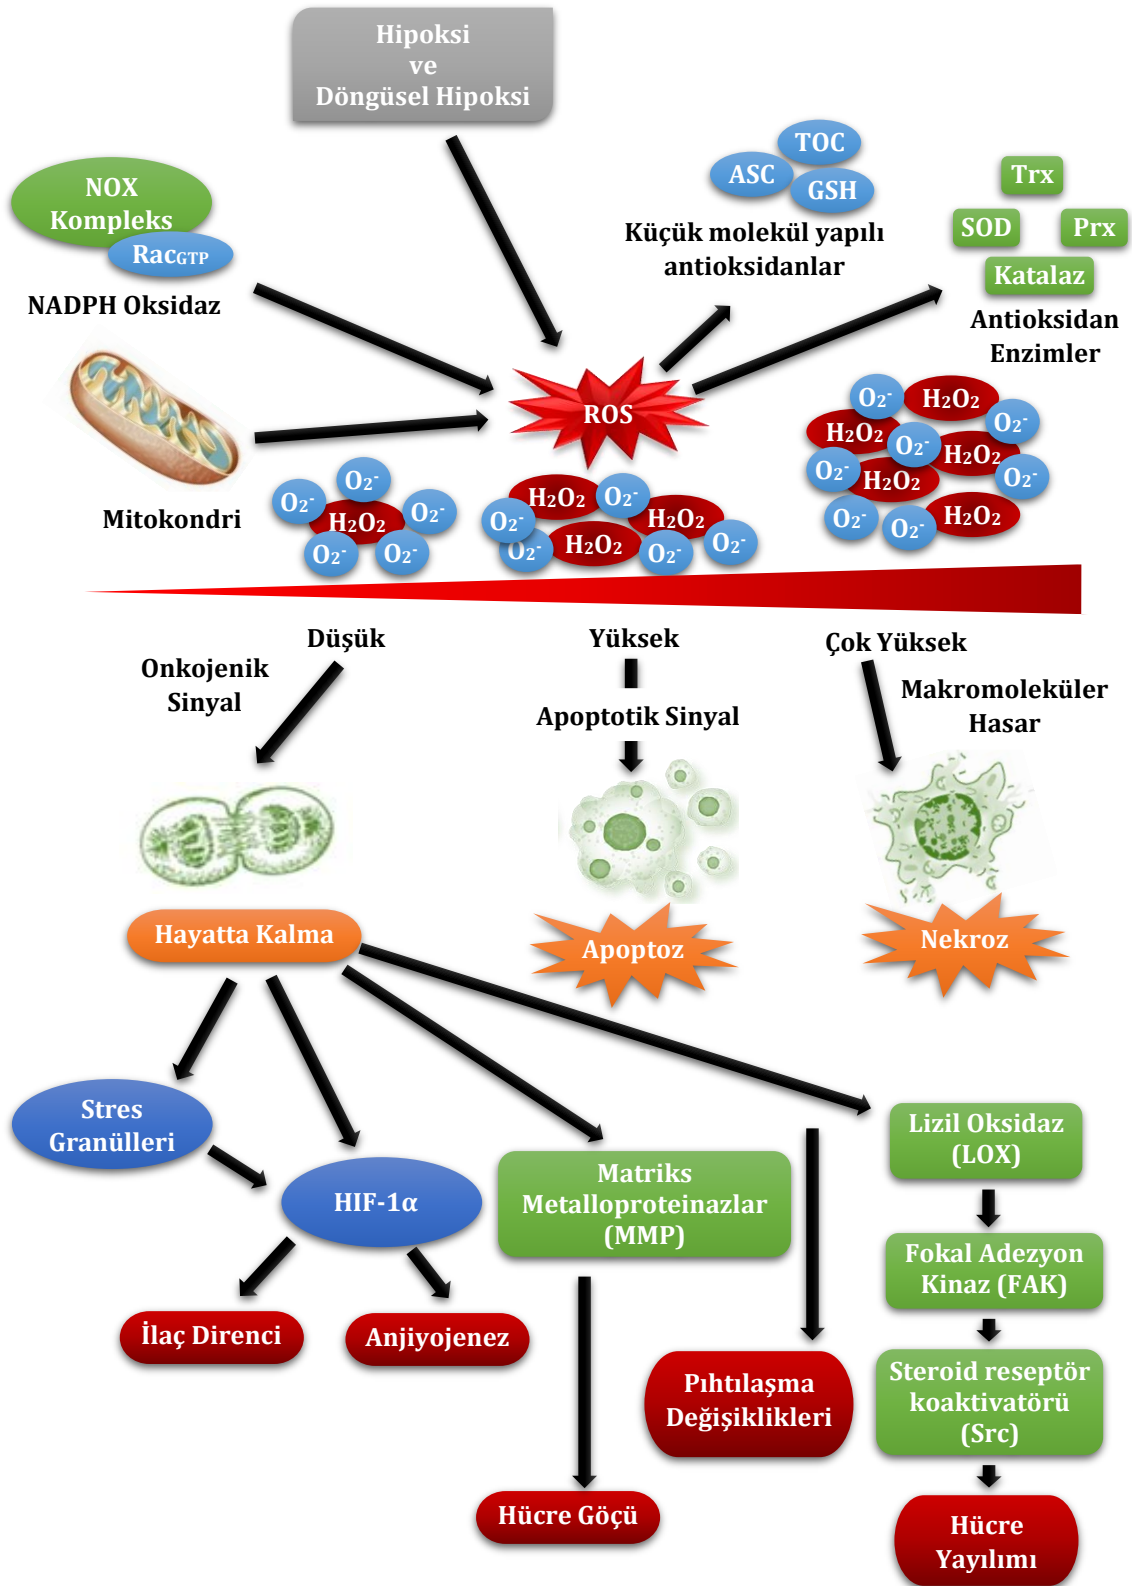 Hipoksi
ve
Döngüsel Hipoksi
TOC
ASC
GSH
Küçük molekül yapılı
antioksidanlar
Trx
SOD
Prx
Katalaz
Antioksidan
Enzimler
NOX
Kompleks
RacGTP
NADPH Oksidaz
Mitokondri
ROS
O₂⁻
O₂⁻
H₂O₂
O₂⁻
O₂⁻
O₂⁻
H₂O₂
O₂⁻
O₂⁻
H₂O₂
O₂⁻
H₂O₂
O₂⁻
O₂⁻
O₂⁻
H₂O₂
O₂⁻
H₂O₂
O₂⁻
H₂O₂
O₂⁻
H₂O₂
O₂⁻
O₂⁻
O₂⁻
H₂O₂
Düşük
Yüksek
Çok Yüksek
Onkojenik
Sinyal
Apoptotik Sinyal
Makromoleküler
Hasar
Hayatta Kalma
Apoptoz
Nekroz
Stres
Granülleri
HIF-1α
Matriks
Metalloproteinazlar
(MMP)
Lizil Oksidaz
(LOX)
Fokal Adezyon
Kinaz (FAK)
İlaç Direnci
Anjiyojenez
Pıhtılaşma
Değişiklikleri
Steroid reseptör
koaktivatörü
(Src)
Hücre Göçü
Hücre
Yayılımı